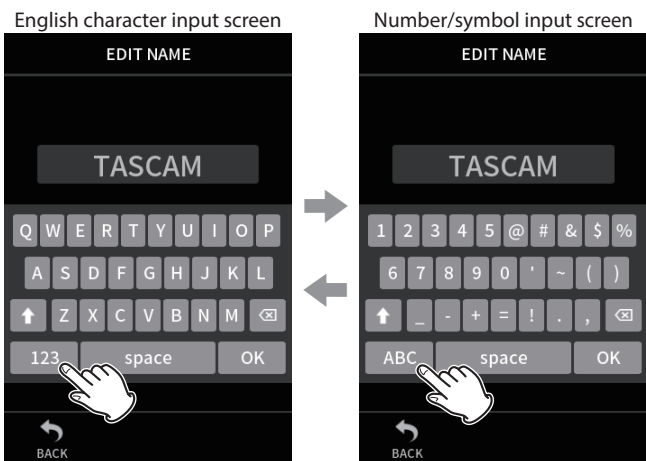 English character input screen
EDIT NAME
TASCAM
Q W E R T Y U I O P
A S D F G H J K L
Z X C V B N M
123 space OK
BACK
Number/symbol input screen
EDIT NAME
TASCAM
1 2 3 4 5 @ # & $ %
6 7 8 9 0 ' ~ ( )
_ - + = ! . ,
ABC space OK
BACK